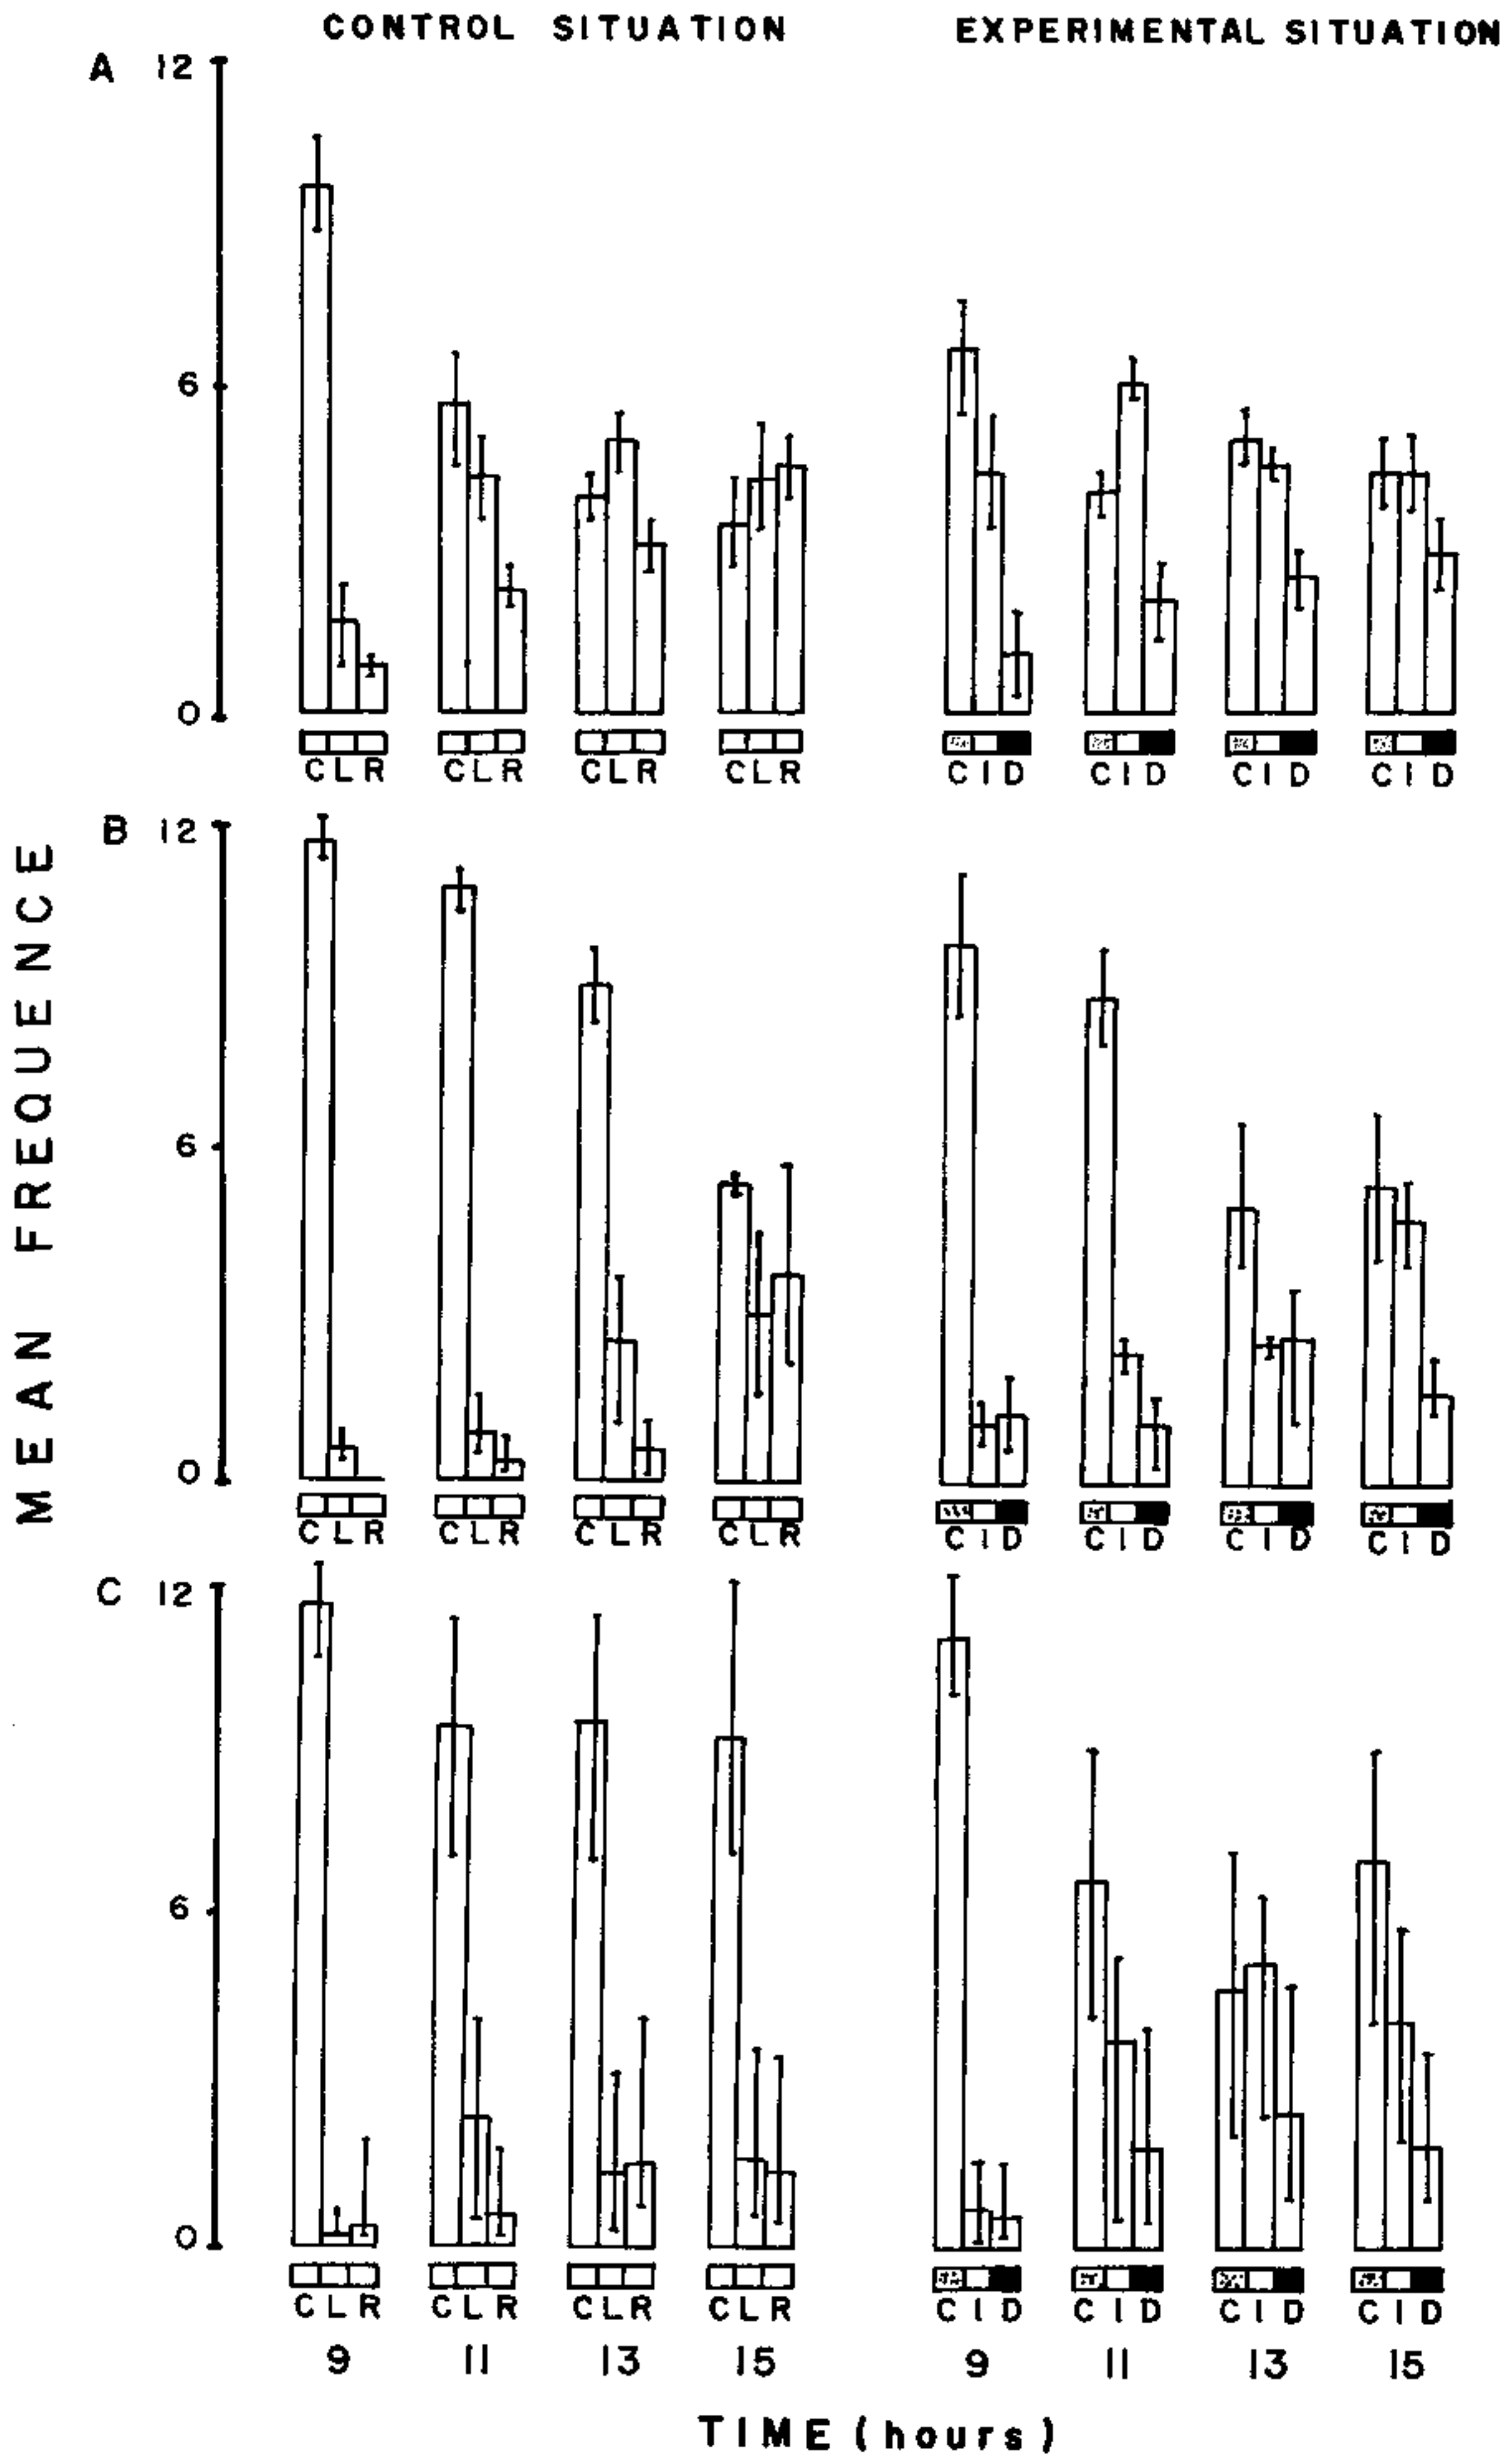 CONTROL SITUATION EXPERIMENTAL SITUATION
A 12
6
0
C L R C L R C L R C L R C I D C I D C I D C I D
B 12
6
0
C L R C L R C L R C L R C I D C I D C I D C I D
C 12
6
0
C L R C L R C L R C L R C I D C I D C I D C I D
9 11 13 15 9 11 13 15
TIME (hours)
MEAN FREQUENCE